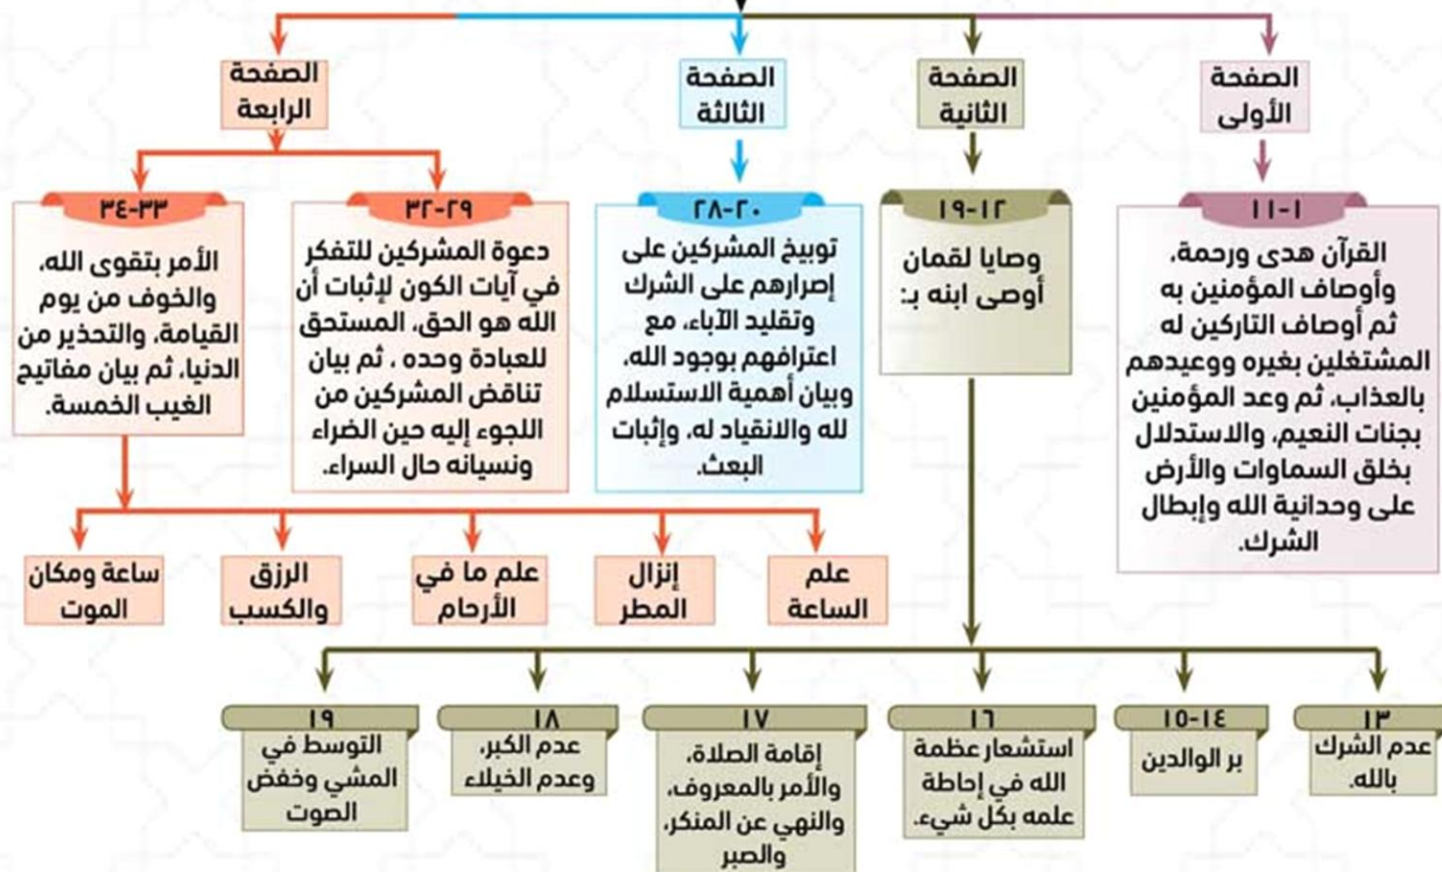 الصفحة
الأولى
١-١١
القرآن هدى ورحمة،
وأوصاف المؤمنين به
ثم أوصاف التاركين له
المشتغلين بغيره ووعيدهم
بالعذاب، ثم وعد المؤمنين
بجنات النعيم، والاستدلال
بخلق السماوات والأرض
على وحدانية الله وإبطال
الشرك.
الصفحة
الثانية
١٢-١٩
وصايا لقمان
أوصى ابنه بـ:
١٣
عدم الشرك
بالله.
١٤-١٥
بر الوالدين
١٦
استشعار عظمة
الله في إحاطة
علمه بكل شيء.
١٧
إقامة الصلاة،
والأمر بالمعروف،
والنهي عن المنكر،
والصبر
١٨
عدم الكبر،
وعدم الخيلاء
١٩
التوسط في
المشي وخفض
الصوت
الصفحة
الثالثة
٢٠-٢٨
توبيخ المشركين على
إصرارهم على الشرك
وتقليد الآباء، مع
اعترافهم بوجود الله،
وبيان أهمية الاستسلام
لله والانقياد له، وإثبات
البعث.
الصفحة
الرابعة
٢٩-٣٢
دعوة المشركين للتفكر
في آيات الكون لإثبات أن
الله هو الحق، المستحق
للعبادة وحده ، ثم بيان
تناقض المشركين من
اللجوء إليه حين الضراء
ونسيانه حال السراء.
٣٣-٣٤
الأمر بتقوى الله،
والخوف من يوم
القيامة، والتحذير من
الدنيا، ثم بيان مفاتيح
الغيب الخمسة.
علم
الساعة
إنزال
المطر
علم ما في
الأرحام
الرزق
والكسب
ساعة ومكان
الموت